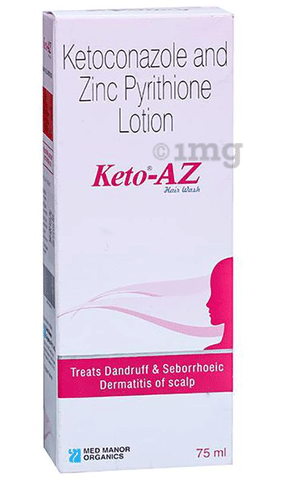 Ketoconazole and
Zinc Pyrithione
Lotion
1mg
Keto®-AZ
Hair Wash
Treats Dandruff & Seborrhoeic
Dermatitis of scalp
MED MANOR
ORGANICS
75 ml